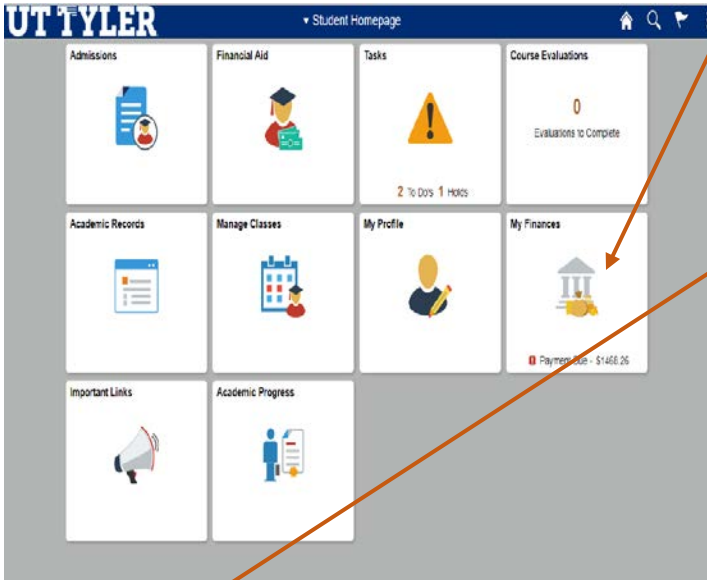 UT TYLER
▾ Student Homepage
Admissions
Financial Aid
Tasks
2 To Do's 1 Holds
Course Evaluations
0
Evaluations to Complete
Academic Records
Manage Classes
My Profile
My Finances
Payment Due - $1468.26
Important Links
Academic Progress